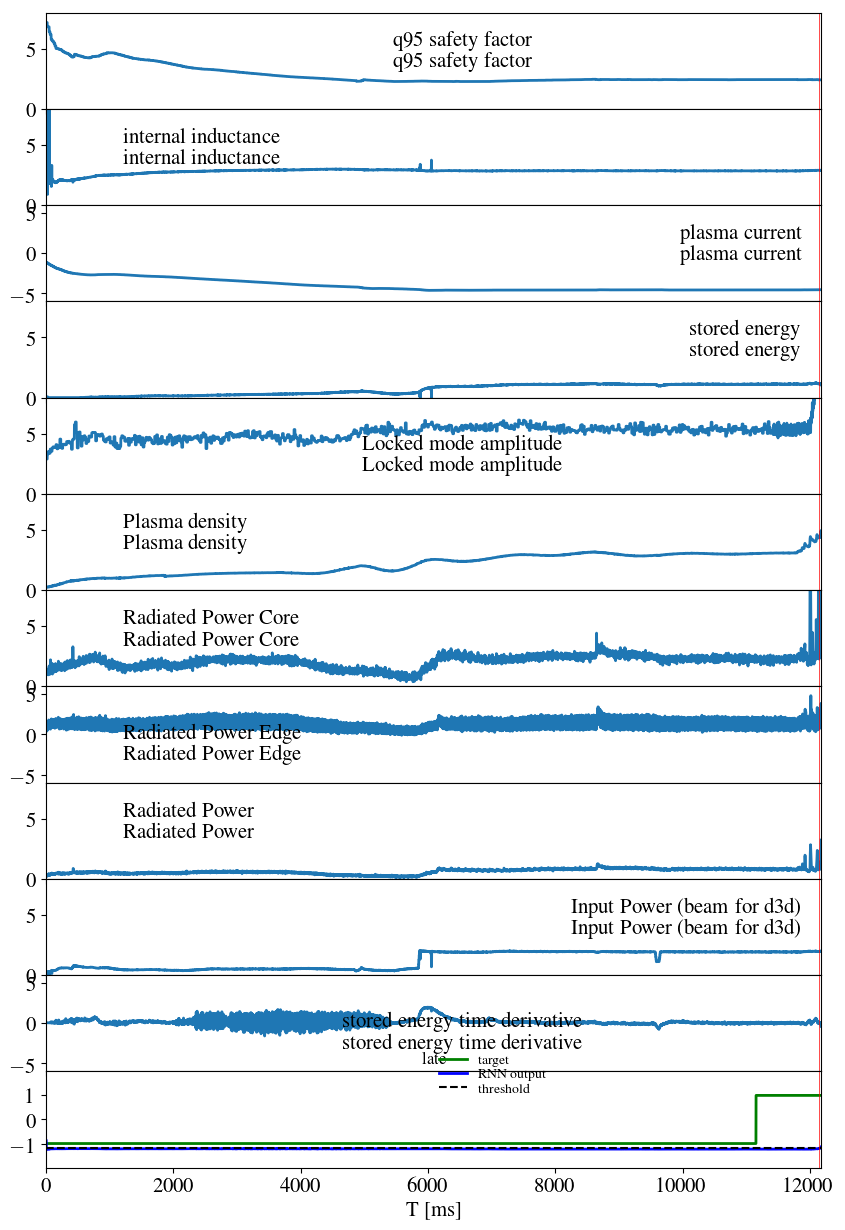 5
q95 safety factor
q95 safety factor
0
5
internal inductance
internal inductance
0
5
plasma current
0
plasma current
−5
5
stored energy
stored energy
0
5
Locked mode amplitude
Locked mode amplitude
0
5
Plasma density
Plasma density
0
5
Radiated Power Core
Radiated Power Core
0
5
0
Radiated Power Edge
Radiated Power Edge
−5
5
Radiated Power
Radiated Power
0
5
Input Power (beam for d3d)
Input Power (beam for d3d)
0
5
0
stored energy time derivative
stored energy time derivative
−5
late
target
RNN output
threshold
1
0
−1
0 2000 4000 6000 8000 10000 12000
T [ms]